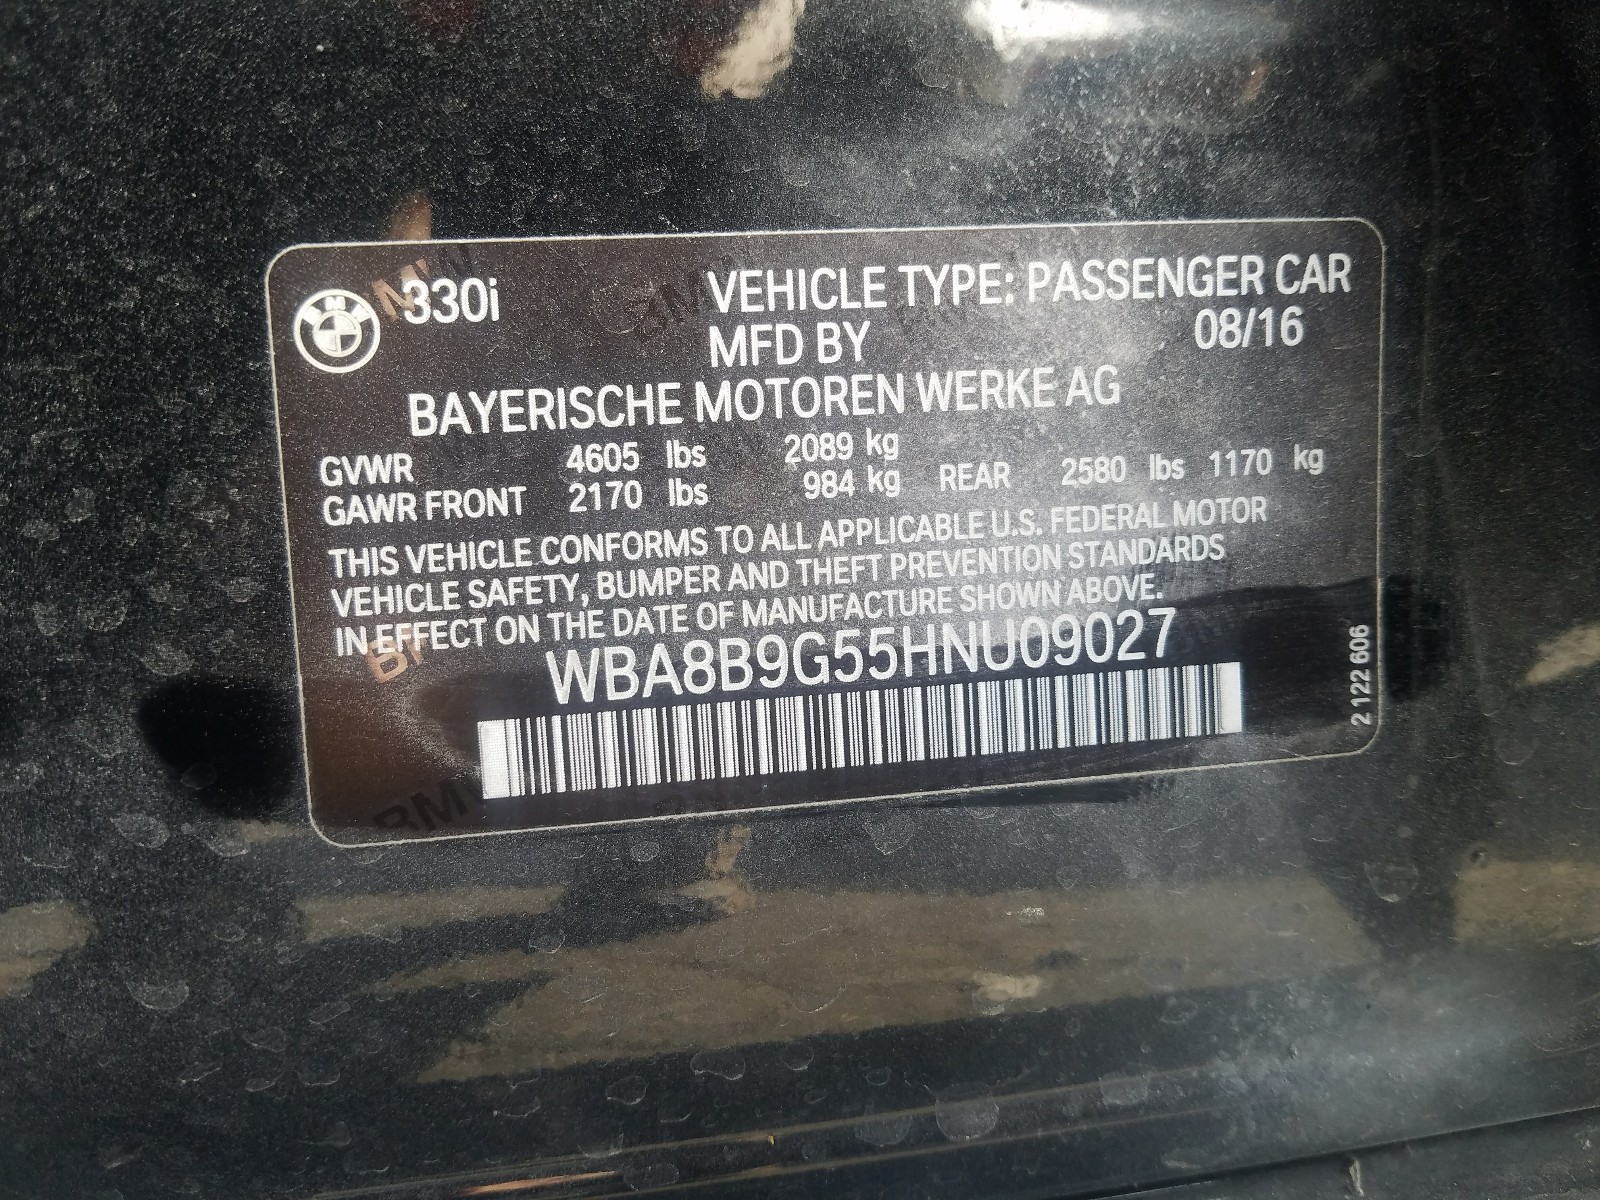 330i VEHICLE TYPE: PASSENGER CAR
MFD BY 08/16
BAYERISCHE MOTOREN WERKE AG
GVWR 4605 lbs 2089 kg
GAWR FRONT 2170 lbs 984 kg REAR 2580 lbs 1170 kg
THIS VEHICLE CONFORMS TO ALL APPLICABLE U.S. FEDERAL MOTOR
VEHICLE SAFETY, BUMPER AND THEFT PREVENTION STANDARDS
IN EFFECT ON THE DATE OF MANUFACTURE SHOWN ABOVE.
WBA8B9G55HNU09027
2 122 606